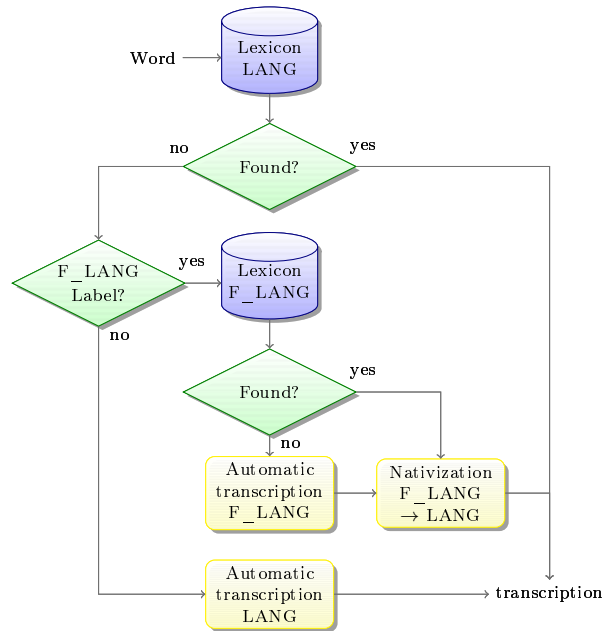 Word
Lexicon
LANG
Found?
no
yes
F_LANG
Label?
yes
Lexicon
F_LANG
no
Found?
yes
no
Automatic
transcription
F_LANG
Nativization
F_LANG
→ LANG
Automatic
transcription
LANG
transcription